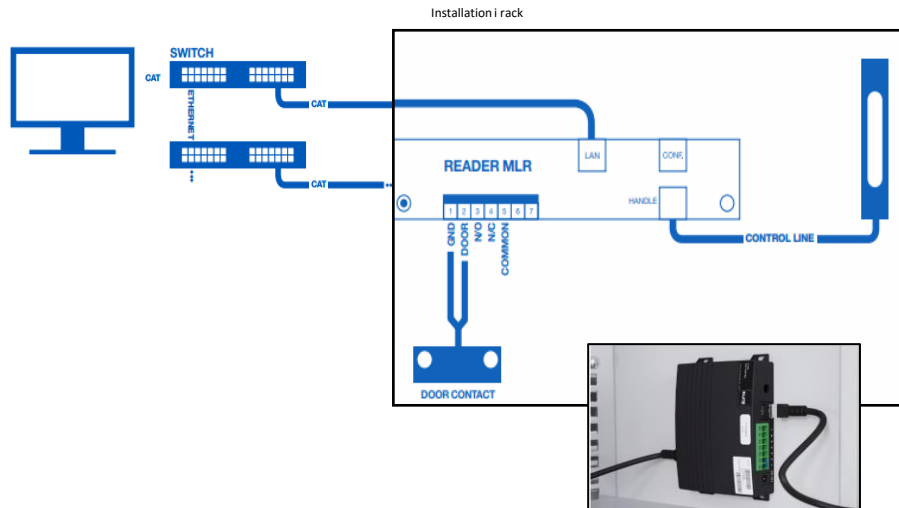 Installation i rack
SWITCH
CAT
ETHERNET
CAT
CAT
READER MLR
LAN
CONF.
HANDLE
1 2 3 4 5 6 7
GND
DOOR
N/O
N/C
COMMON
CONTROL LINE
DOOR CONTACT